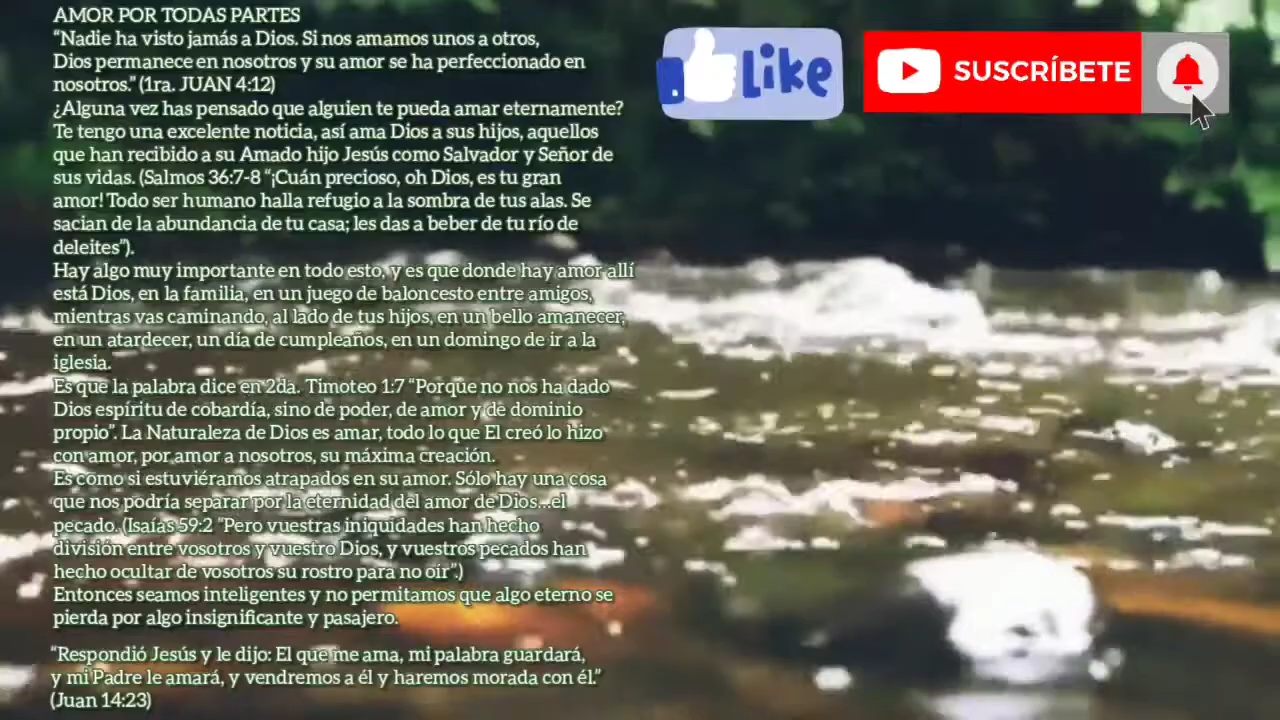 AMOR POR TODAS PARTES
“Nadie ha visto jamás a Dios. Si nos amamos unos a otros,
Dios permanece en nosotros y su amor se ha perfeccionado en
nosotros.” (1ra. JUAN 4:12)
¿Alguna vez has pensado que alguien te pueda amar eternamente?
Te tengo una excelente noticia, así ama Dios a sus hijos, aquellos
que han recibido a su Amado hijo Jesús como Salvador y Señor de
sus vidas. (Salmos 36:7-8 “¡Cuán precioso, oh Dios, es tu gran
amor! Todo ser humano halla refugio a la sombra de tus alas. Se
sacian de la abundancia de tu casa; les das a beber de tu río de
deleites”).
Hay algo muy importante en todo esto, y es que donde hay amor allí
está Dios, en la familia, en un juego de baloncesto entre amigos,
mientras vas caminando, al lado de tus hijos, en un bello amanecer,
en un atardecer, un día de cumpleaños, en un domingo de ir a la
iglesia.
Es que la palabra dice en 2da. Timoteo 1:7 “Porque no nos ha dado
Dios espíritu de cobardía, sino de poder, de amor y de dominio
propio”. La Naturaleza de Dios es amar, todo lo que El creó lo hizo
con amor, por amor a nosotros, su máxima creación.
Es como si estuviéramos atrapados en su amor. Sólo hay una cosa
que nos podría separar por la eternidad del amor de Dios...el
pecado. (Isaías 59:2 “Pero vuestras iniquidades han hecho
división entre vosotros y vuestro Dios, y vuestros pecados han
hecho ocultar de vosotros su rostro para no oír”.)
Entonces seamos inteligentes y no permitamos que algo eterno se
pierda por algo insignificante y pasajero.
“Respondió Jesús y le dijo: El que me ama, mi palabra guardará,
y mi Padre le amará, y vendremos a él y haremos morada con él.”
(Juan 14:23)
Like
SUSCRÍBETE